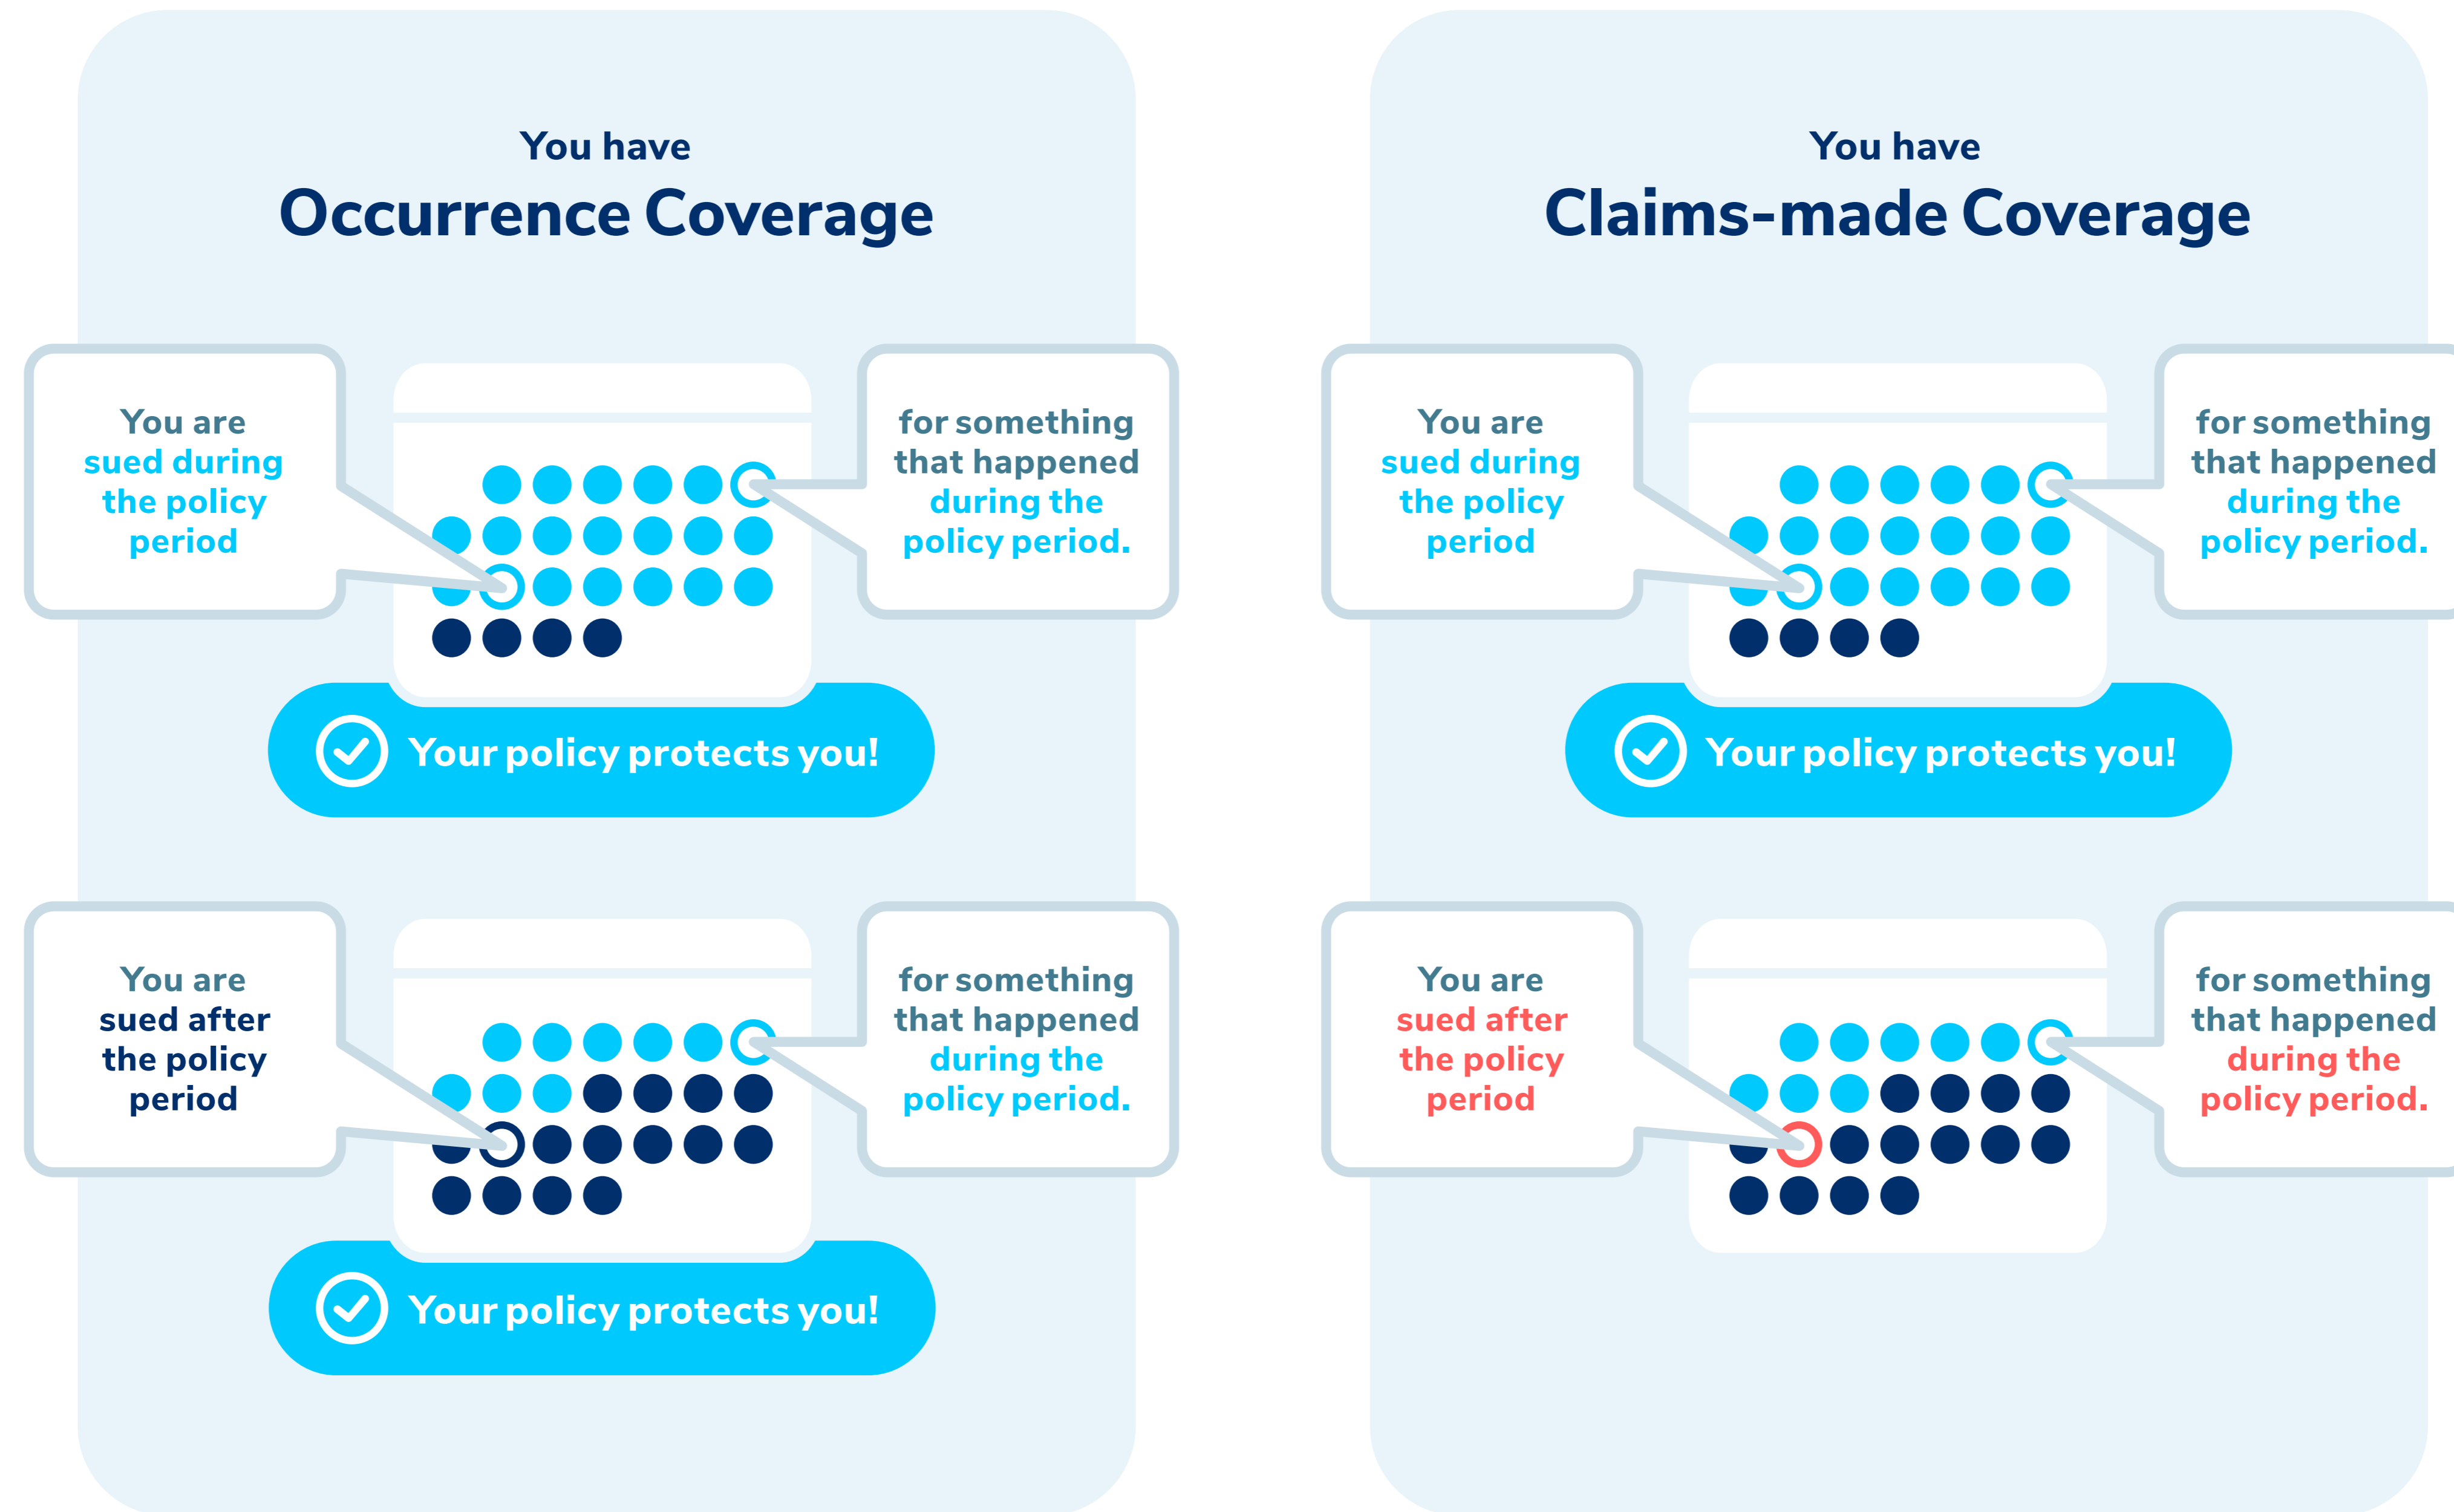 You have
Occurrence Coverage
You are
sued during
the policy
period
for something
that happened
during the
policy period.
Your policy protects you!
You are
sued after
the policy
period
for something
that happened
during the
policy period.
Your policy protects you!
You have
Claims-made Coverage
You are
sued during
the policy
period
for something
that happened
during the
policy period.
Your policy protects you!
You are
sued after
the policy
period
for something
that happened
during the
policy period.